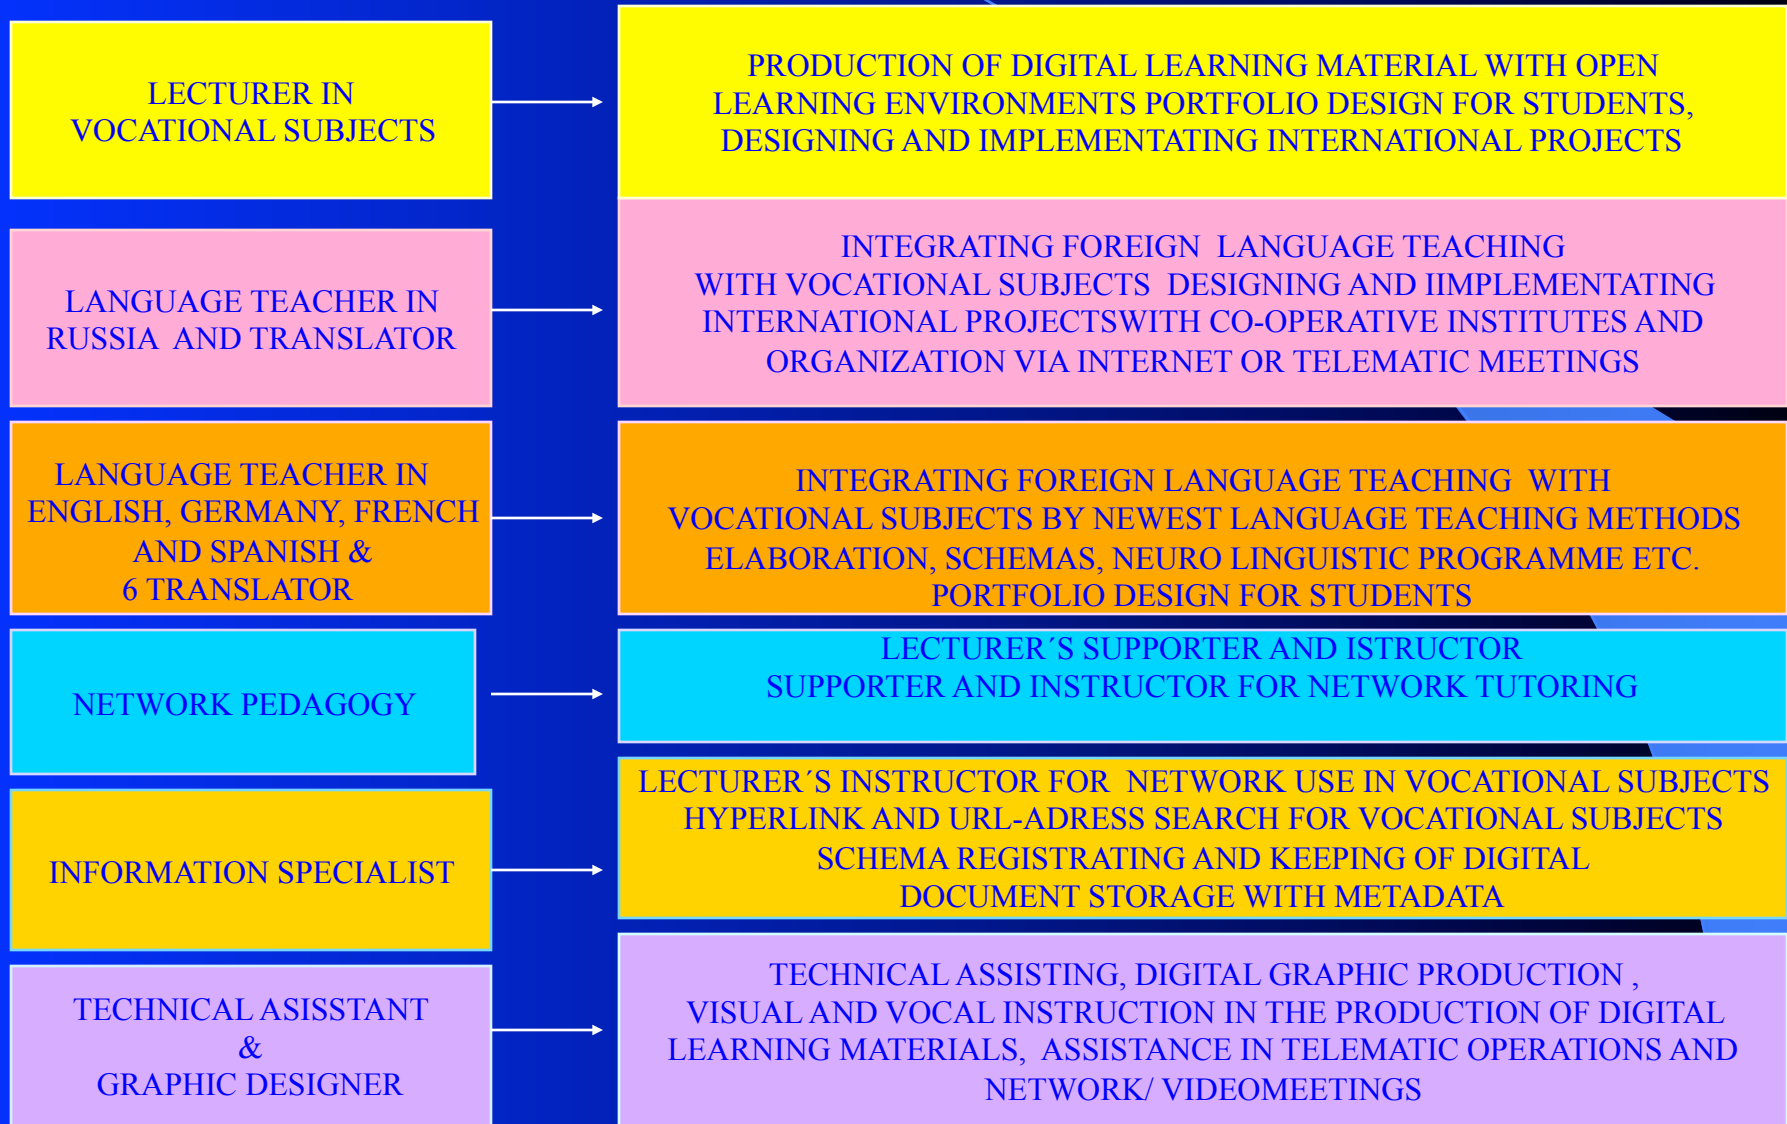 LECTURER IN
VOCATIONAL SUBJECTS
PRODUCTION OF DIGITAL LEARNING MATERIAL WITH OPEN
LEARNING ENVIRONMENTS PORTFOLIO DESIGN FOR STUDENTS,
DESIGNING AND IMPLEMENTATING INTERNATIONAL PROJECTS
LANGUAGE TEACHER IN
RUSSIA AND TRANSLATOR
INTEGRATING FOREIGN LANGUAGE TEACHING
WITH VOCATIONAL SUBJECTS DESIGNING AND IIMPLEMENTATING
INTERNATIONAL PROJECTSWITH CO-OPERATIVE INSTITUTES AND
ORGANIZATION VIA INTERNET OR TELEMATIC MEETINGS
LANGUAGE TEACHER IN
ENGLISH, GERMANY, FRENCH
AND SPANISH &
6 TRANSLATOR
INTEGRATING FOREIGN LANGUAGE TEACHING WITH
VOCATIONAL SUBJECTS BY NEWEST LANGUAGE TEACHING METHODS
ELABORATION, SCHEMAS, NEURO LINGUISTIC PROGRAMME ETC.
PORTFOLIO DESIGN FOR STUDENTS
NETWORK PEDAGOGY
LECTURER´S SUPPORTER AND ISTRUCTOR
SUPPORTER AND INSTRUCTOR FOR NETWORK TUTORING
INFORMATION SPECIALIST
LECTURER´S INSTRUCTOR FOR NETWORK USE IN VOCATIONAL SUBJECTS
HYPERLINK AND URL-ADRESS SEARCH FOR VOCATIONAL SUBJECTS
SCHEMA REGISTRATING AND KEEPING OF DIGITAL
DOCUMENT STORAGE WITH METADATA
TECHNICAL ASISSTANT
&
GRAPHIC DESIGNER
TECHNICAL ASSISTING, DIGITAL GRAPHIC PRODUCTION ,
VISUAL AND VOCAL INSTRUCTION IN THE PRODUCTION OF DIGITAL
LEARNING MATERIALS, ASSISTANCE IN TELEMATIC OPERATIONS AND
NETWORK/ VIDEOMEETINGS